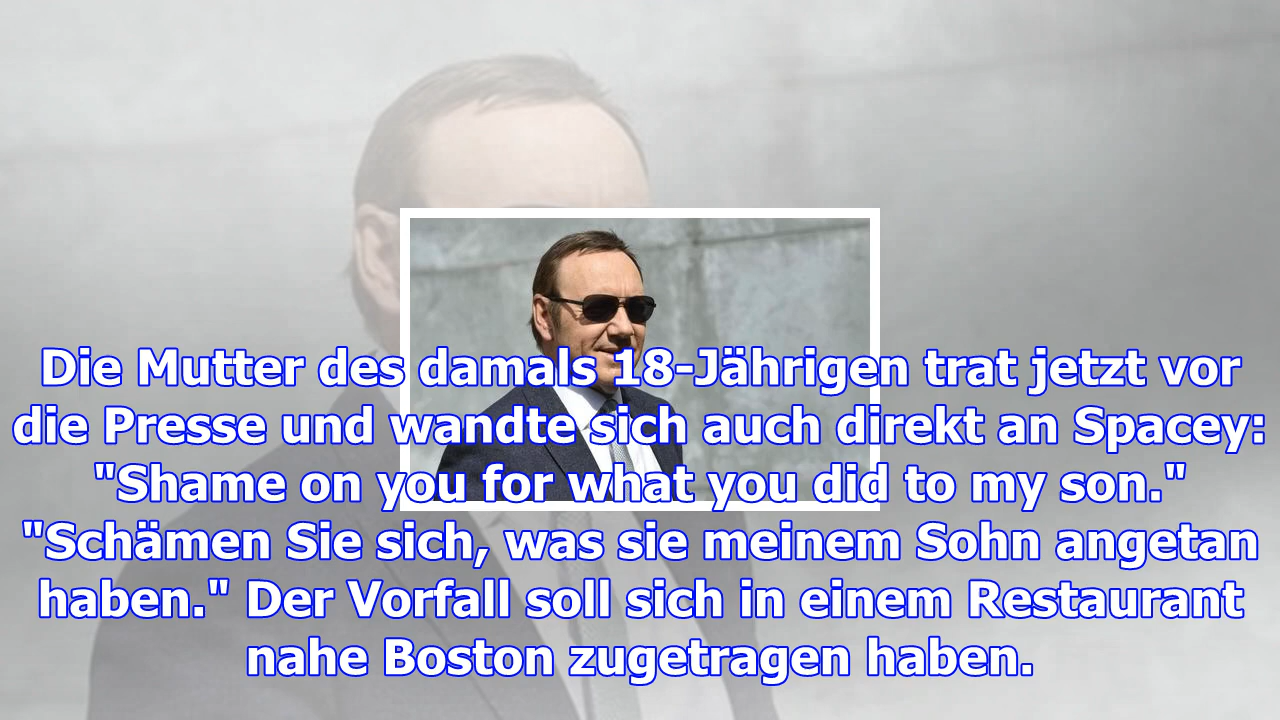 Die Mutter des damals 18-Jährigen trat jetzt vor
die Presse und wandte sich auch direkt an Spacey:
"Shame on you for what you did to my son."
"Schämen Sie sich, was sie meinem Sohn angetan
haben." Der Vorfall soll sich in einem Restaurant
nahe Boston zugetragen haben.